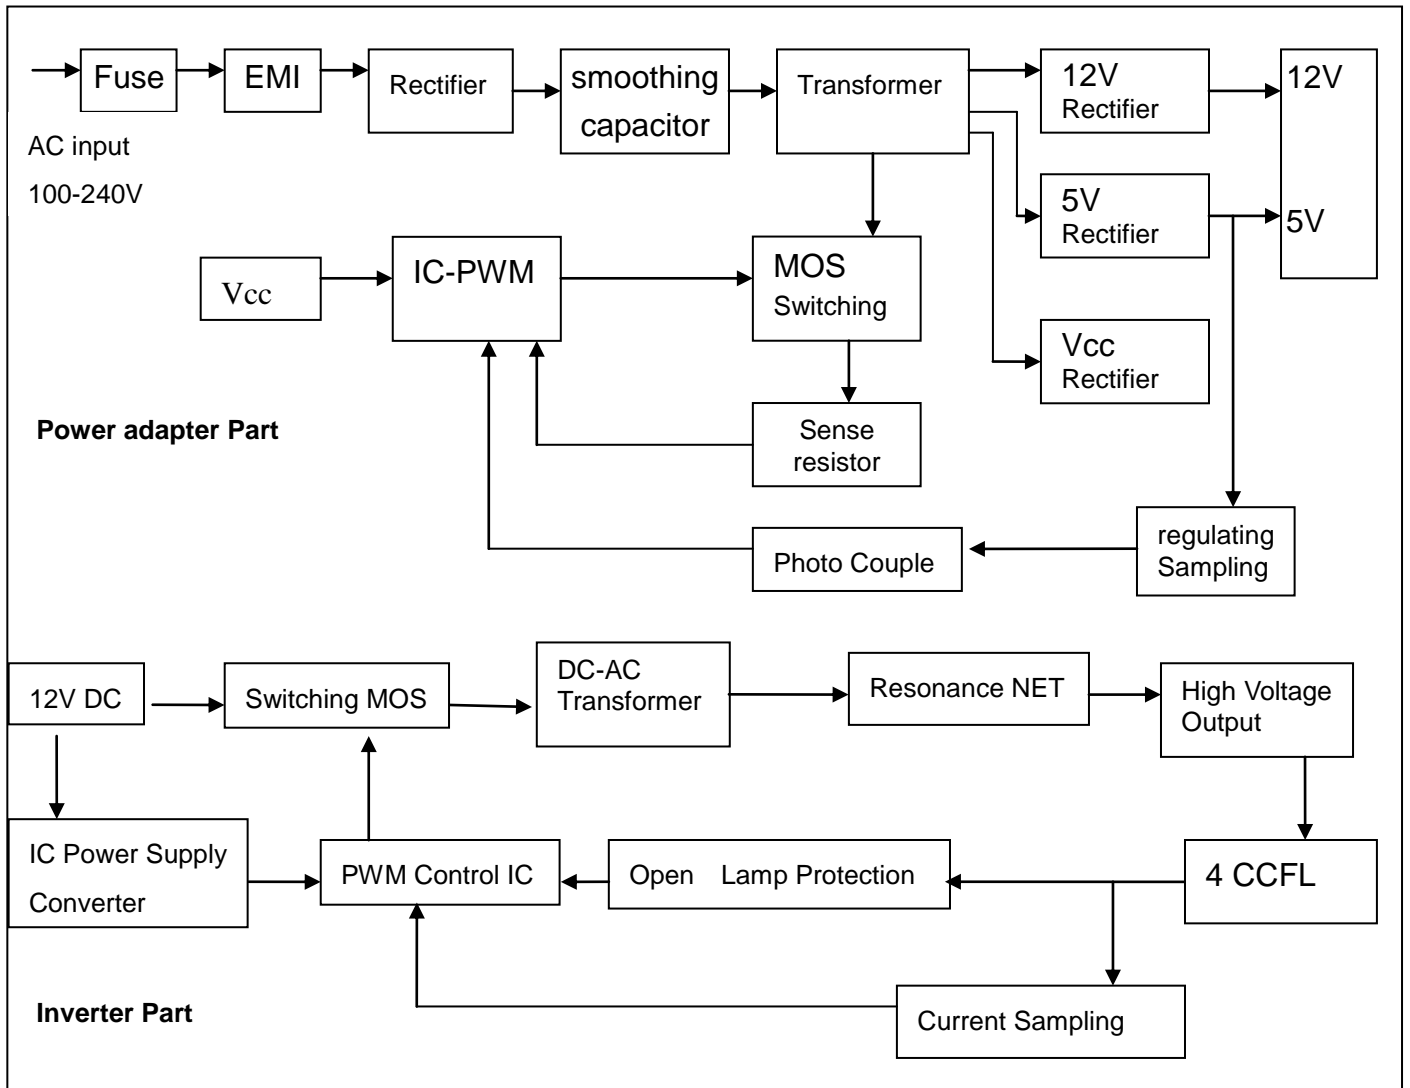 Fuse
EMI
Rectifier
smoothing
capacitor
Transformer
12V
Rectifier
12V
AC input
100-240V
5V
Rectifier
5V
Vcc
IC-PWM
MOS
Switching
Vcc
Rectifier
Power adapter Part
Sense
resistor
Photo Couple
regulating
Sampling
12V DC
Switching MOS
DC-AC
Transformer
Resonance NET
High Voltage
Output
IC Power Supply
Converter
PWM Control IC
Open Lamp Protection
4 CCFL
Inverter Part
Current Sampling